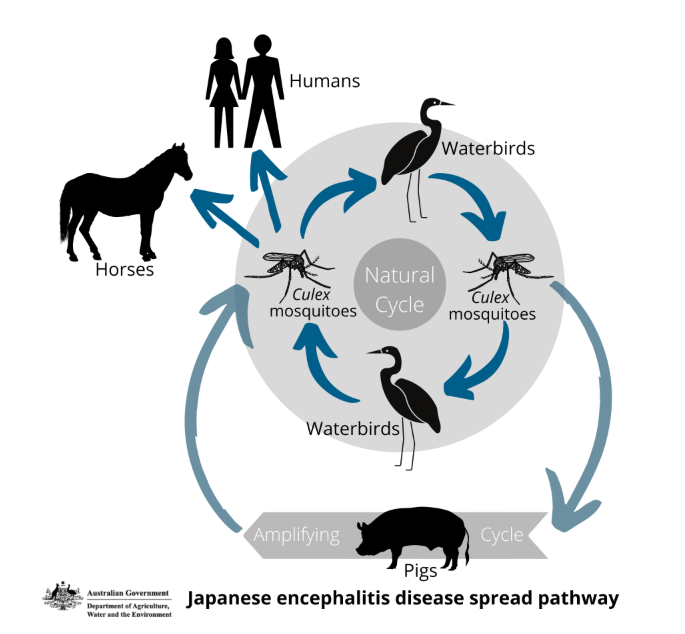 Humans
Waterbirds
Horses
Natural
Cycle
Culex
mosquitoes
Culex
mosquitoes
Waterbirds
Amplifying
Cycle
Pigs
Australian Government
Department of Agriculture,
Water and the Environment
Japanese encephalitis disease spread pathway